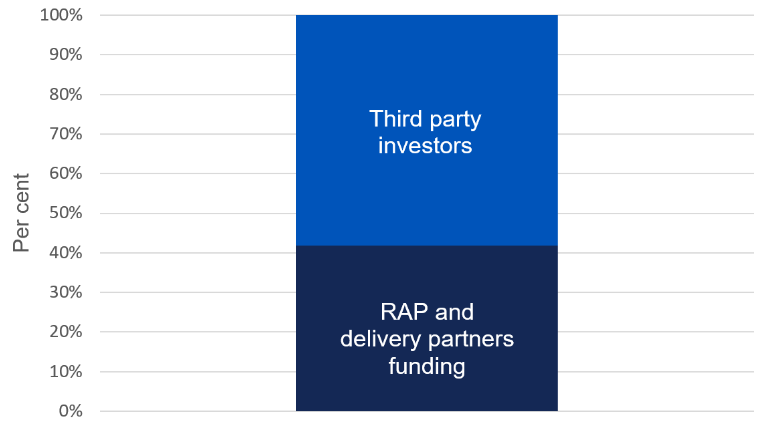 100%
90%
80%
70%
60%
50%
40%
30%
20%
10%
0%
Per cent
Third party
investors
RAP and
delivery partners
funding